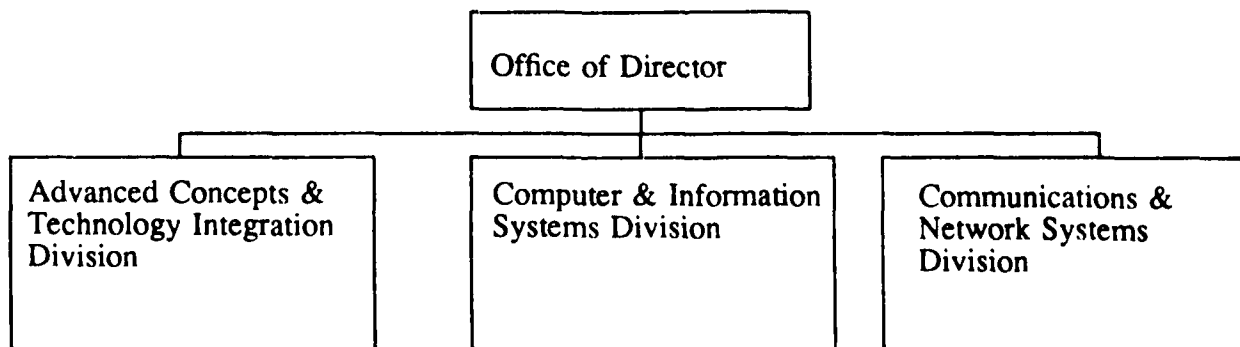 Office of Director
Advanced Concepts &
Technology Integration
Division
Computer & Information
Systems Division
Communications &
Network Systems
Division